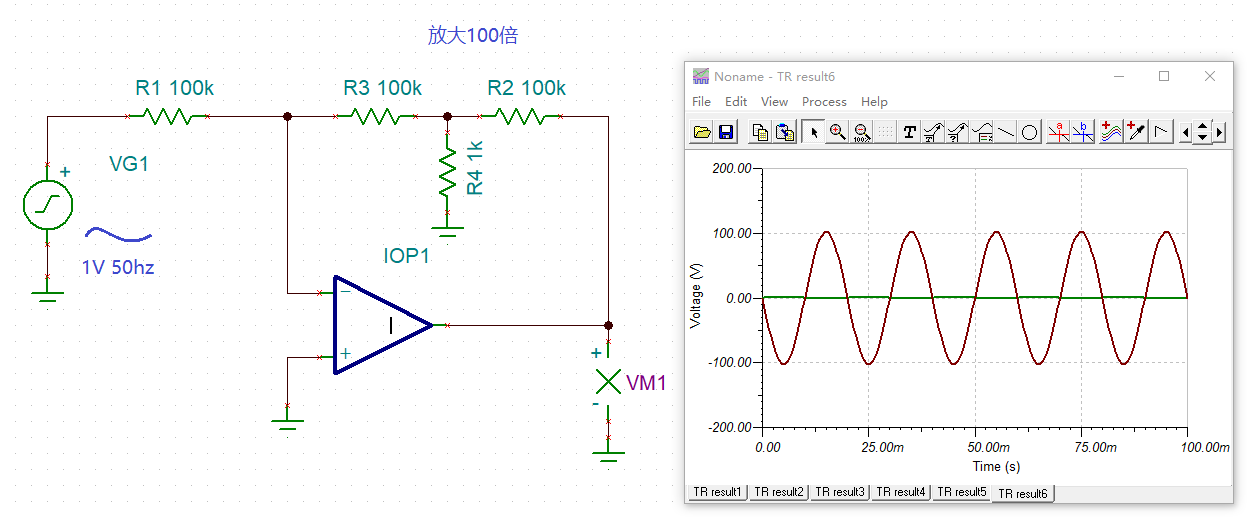 放大100倍
R1 100k
R3 100k
R2 100k
VG1
+
R4 1k
1V 50hz
IOP1
−
+
I
+
VM1
-
Noname - TR result6
File Edit View Process Help
100%
T
a
b
200.00
100.00
0.00
-100.00
-200.00
Voltage (V)
0.00 25.00m 50.00m 75.00m 100.00m
Time (s)
TR result1 TR result2 TR result3 TR result4 TR result5 TR result6